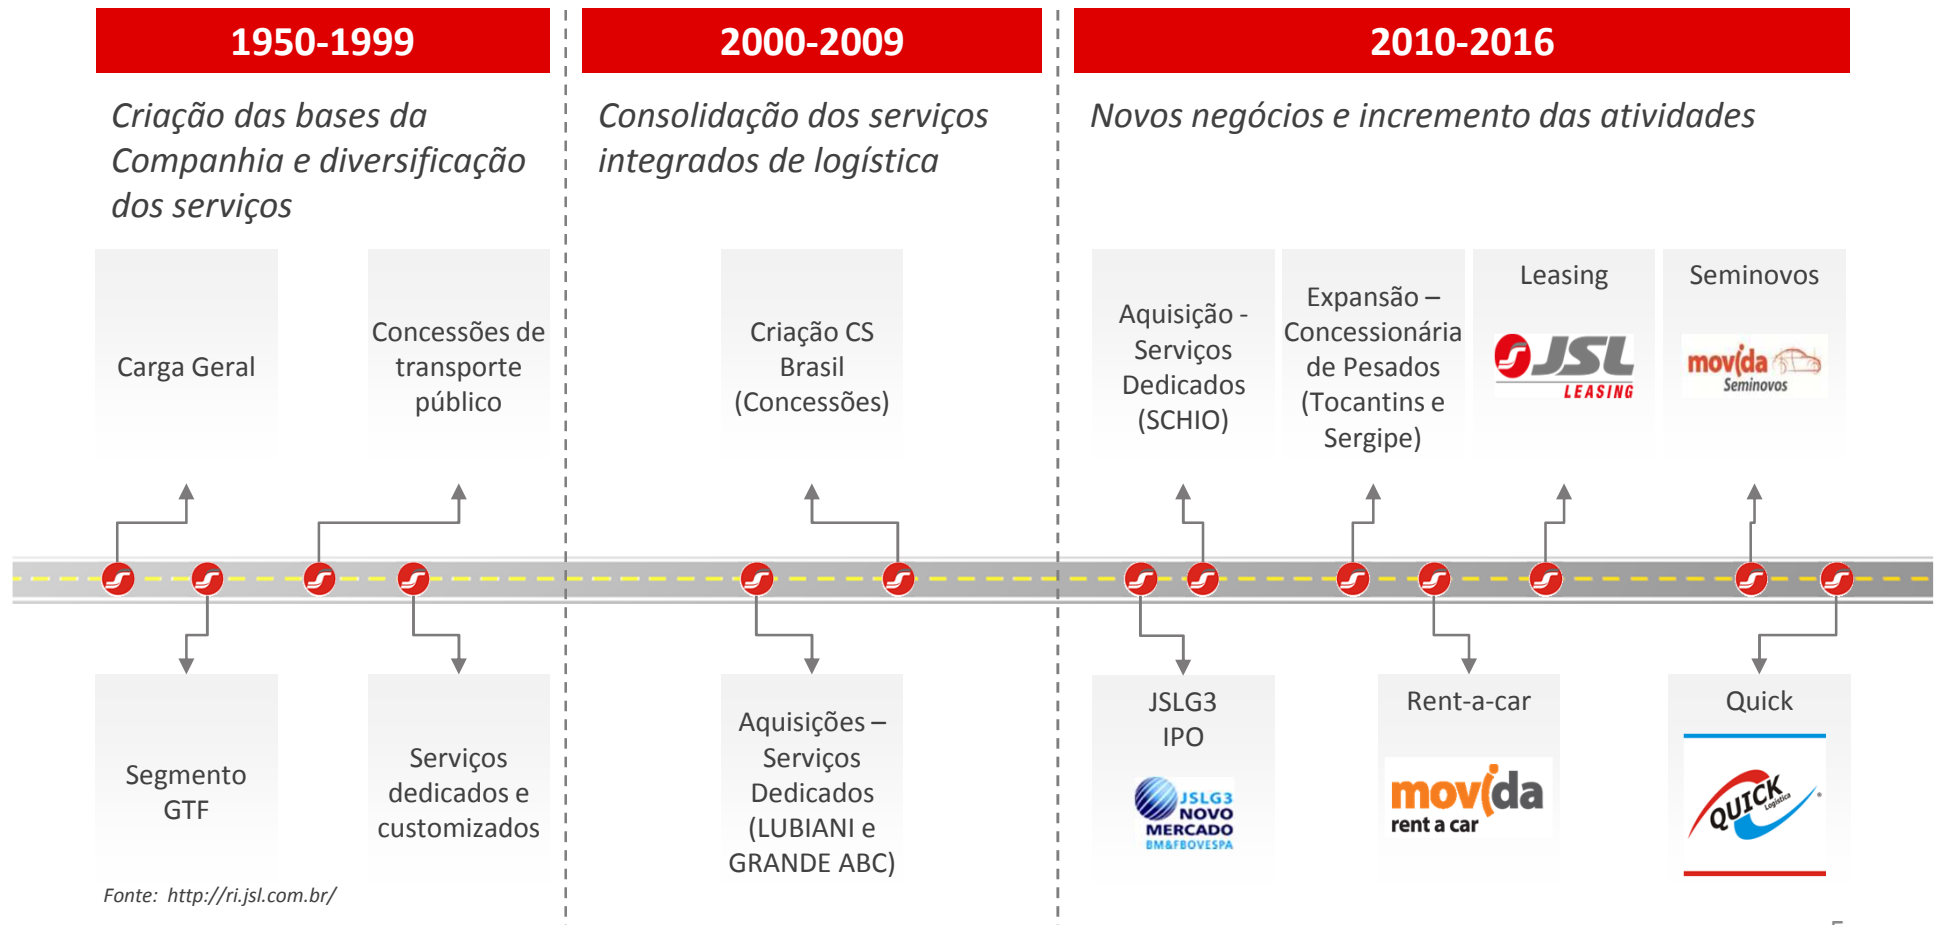 1950-1999
2000-2009
2010-2016
Criação das bases da
Companhia e diversificação
dos serviços
Consolidação dos serviços
integrados de logística
Novos negócios e incremento das atividades
Carga Geral
Concessões de
transporte
público
Criação CS
Brasil
(Concessões)
Aquisição -
Serviços
Dedicados
(SCHIO)
Expansão –
Concessionária
de Pesados
(Tocantins e
Sergipe)
Leasing
JSL
LEASING
Seminovos
movida
Seminovos
Segmento
GTF
Serviços
dedicados e
customizados
Aquisições –
Serviços
Dedicados
(LUBIANI e
GRANDE ABC)
JSLG3
IPO
JSLG3
NOVO
MERCADO
BM&FBOVESPA
Rent-a-car
movida
rent a car
Quick
QUICK
Logística
Fonte: http://ri.jsl.com.br/